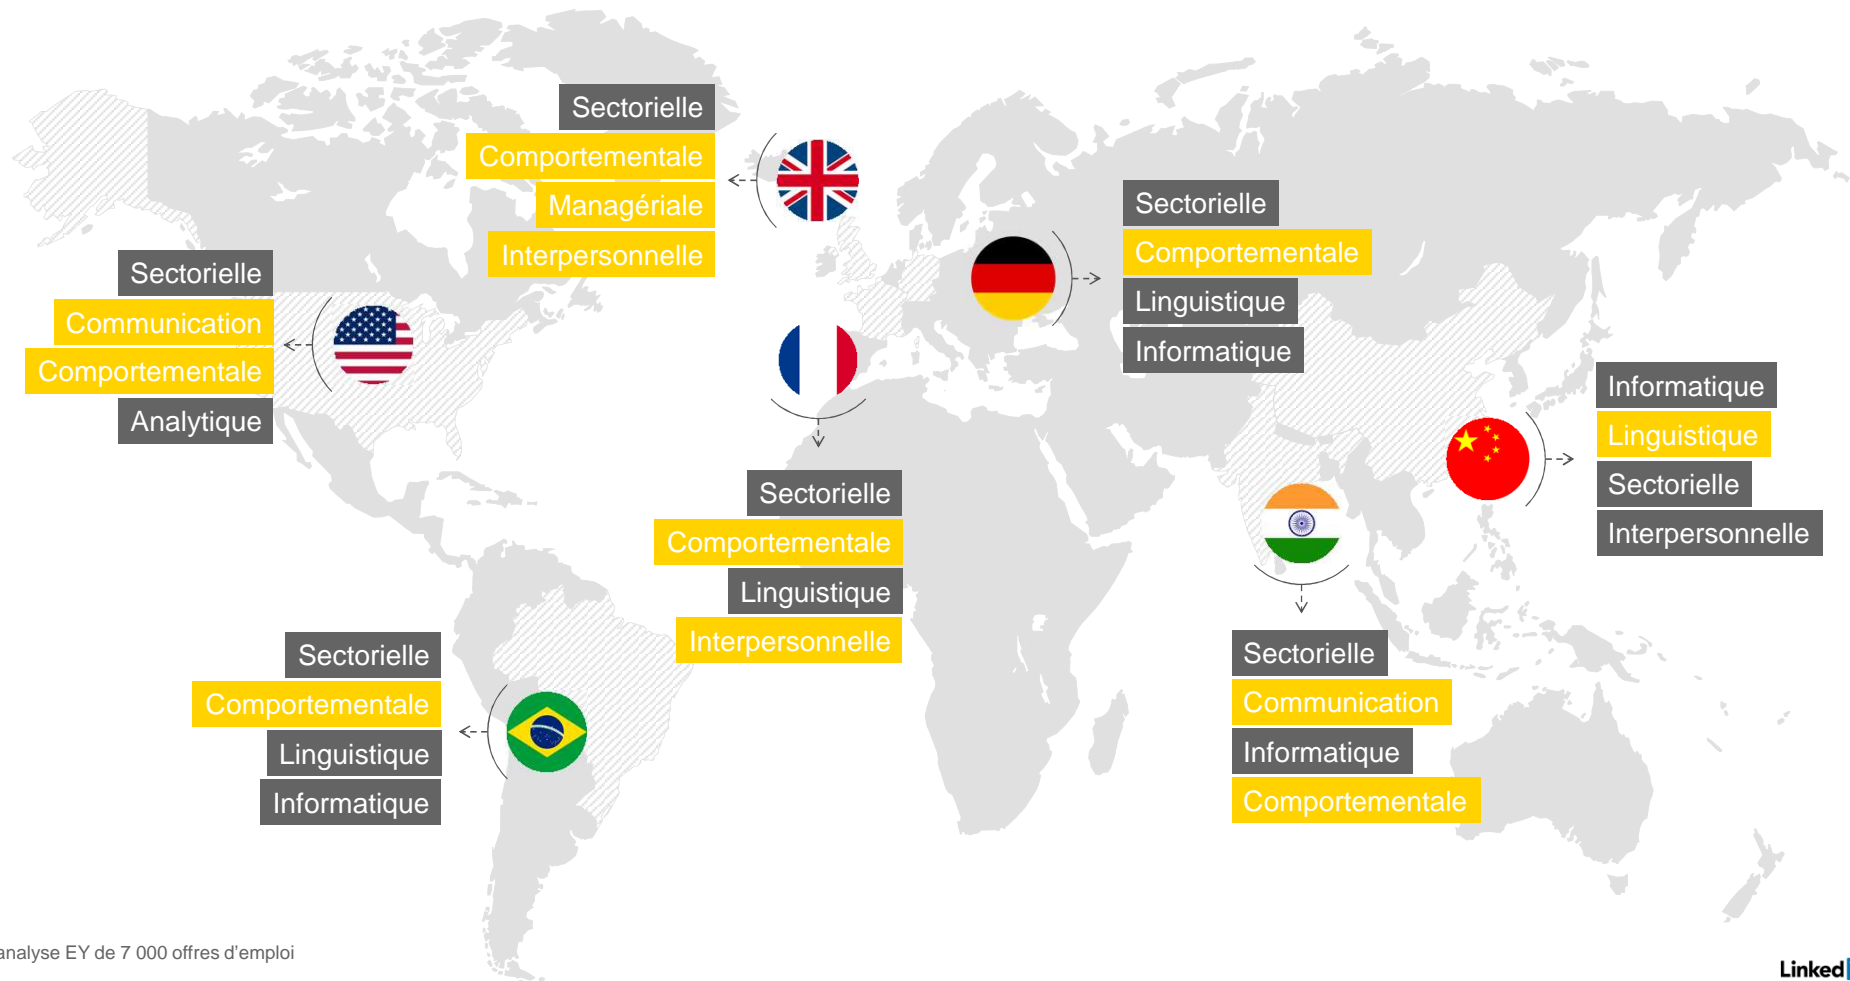 Sectorielle
Comportementale
Managériale
Interpersonnelle
Sectorielle
Comportementale
Linguistique
Informatique
Sectorielle
Communication
Comportementale
Analytique
Informatique
Linguistique
Sectorielle
Interpersonnelle
Sectorielle
Comportementale
Linguistique
Interpersonnelle
Sectorielle
Comportementale
Linguistique
Informatique
Sectorielle
Communication
Informatique
Comportementale
analyse EY de 7 000 offres d'emploi
Linked